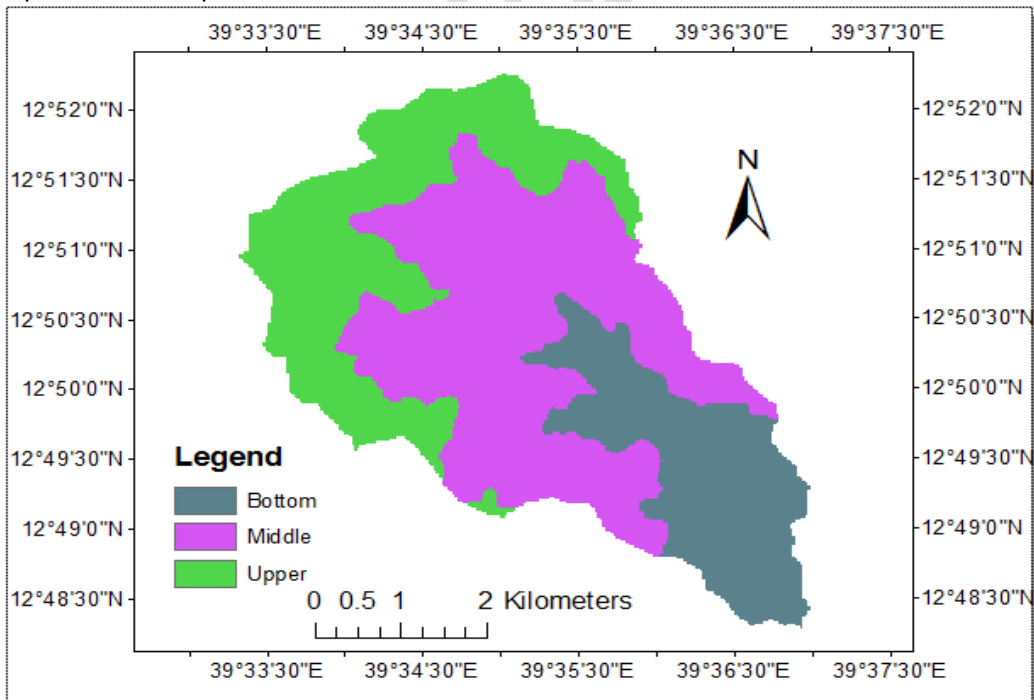 39°33'30"E 39°34'30"E 39°35'30"E 39°36'30"E 39°37'30"E
12°52'0"N 12°52'0"N
N
12°51'30"N 12°51'30"N
12°51'0"N 12°51'0"N
12°50'30"N 12°50'30"N
12°50'0"N 12°50'0"N
12°49'30"N 12°49'30"N
Legend
Bottom
12°49'0"N 12°49'0"N
Middle
Upper
12°48'30"N 12°48'30"N
0 0.5 1 2 Kilometers
39°33'30"E 39°34'30"E 39°35'30"E 39°36'30"E 39°37'30"E